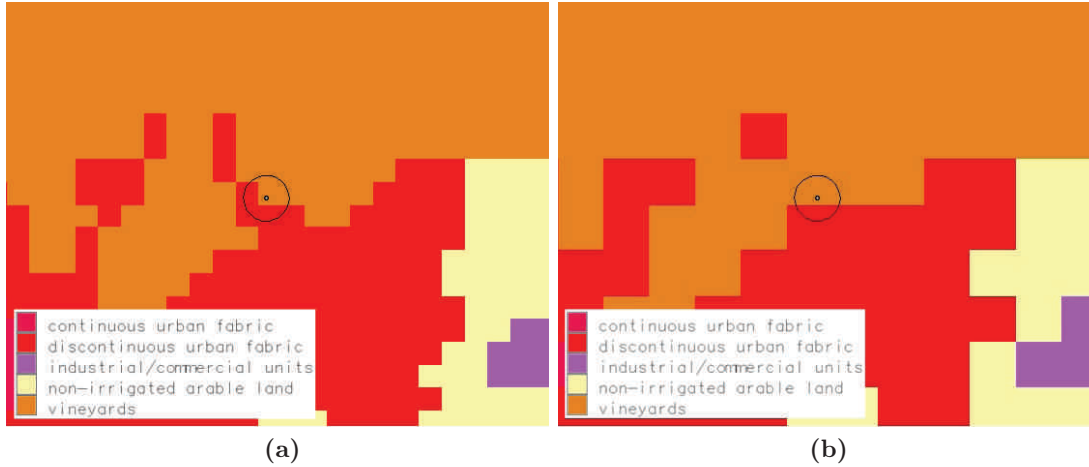 continuous urban fabric
discontinuous urban fabric
industrial/commercial units
non-irrigated arable land
vineyards
continuous urban fabric
discontinuous urban fabric
industrial/commercial units
non-irrigated arable land
vineyards
(a)
(b)